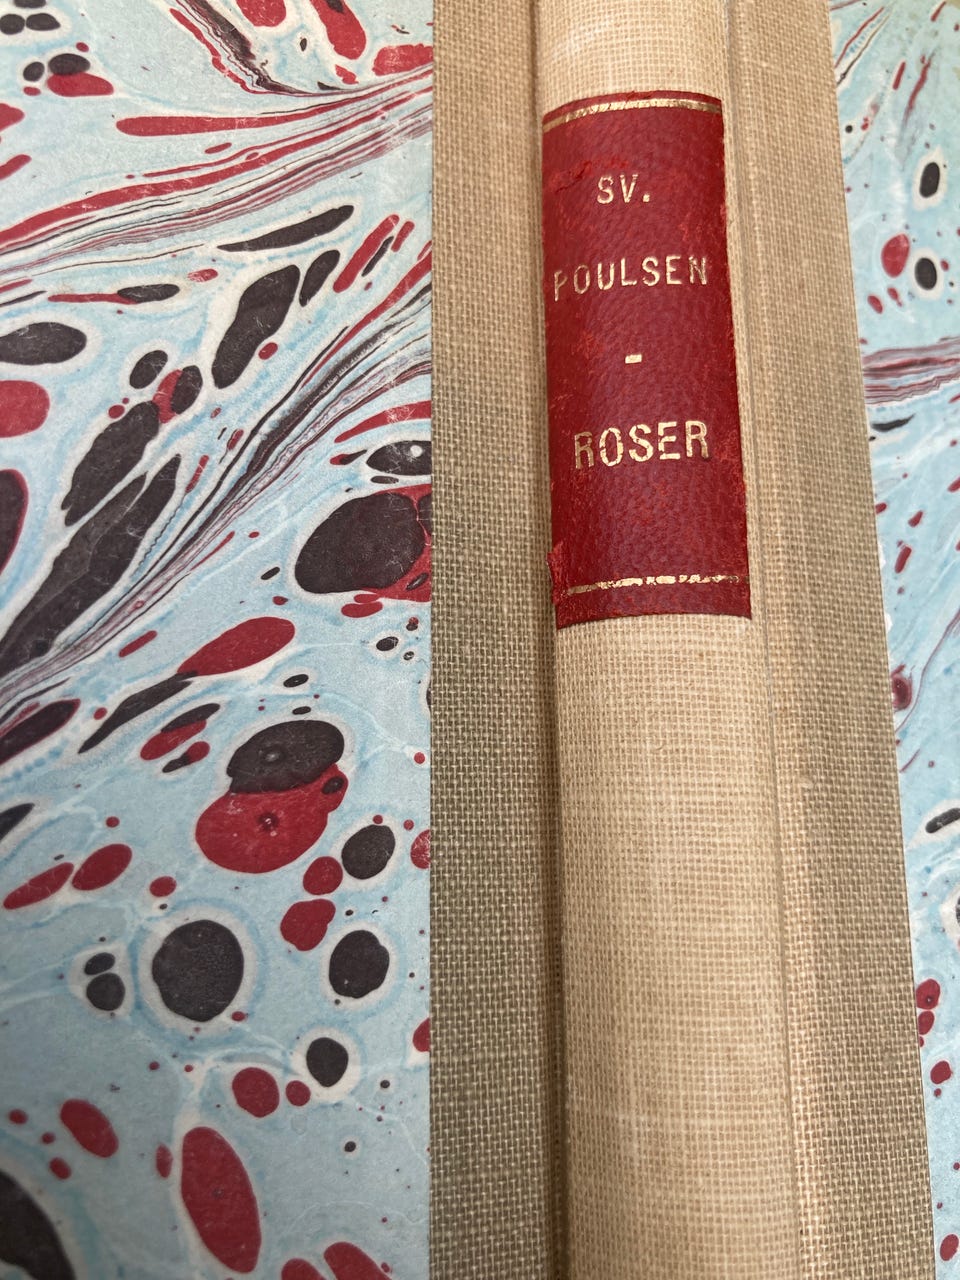 SV.
POULSEN
-
ROSER